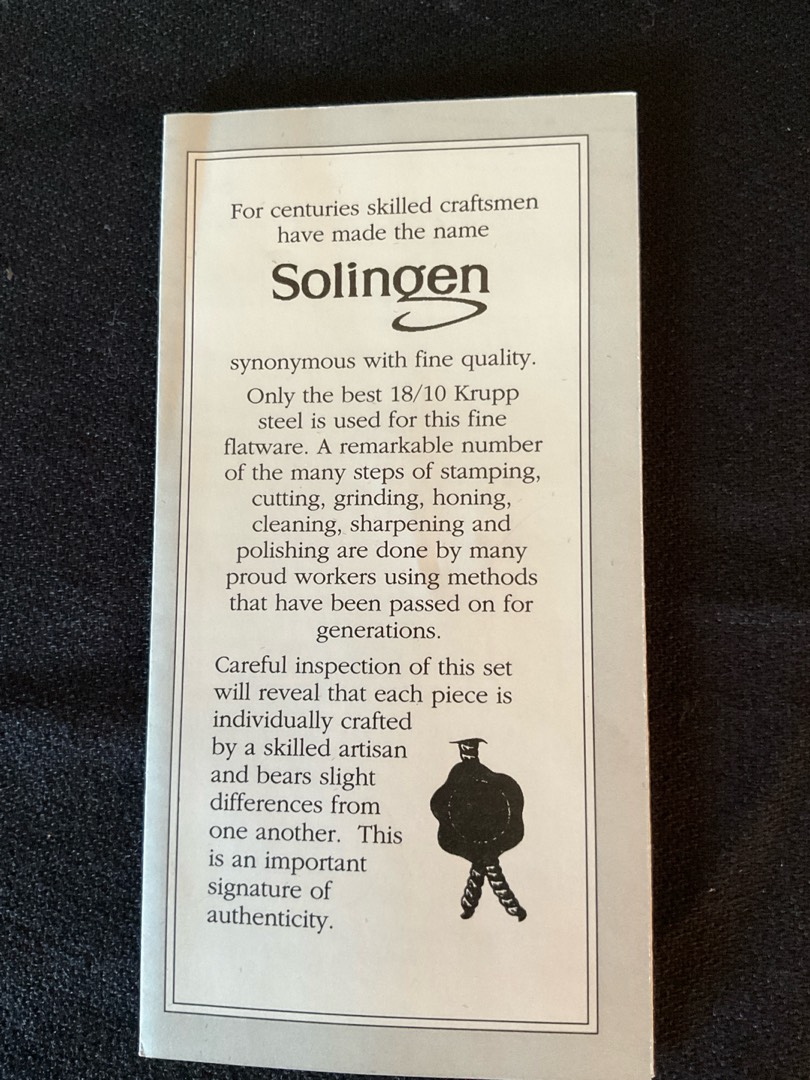 For centuries skilled craftsmen
have made the name
Solingen
synonymous with fine quality.
Only the best 18/10 Krupp
steel is used for this fine
flatware. A remarkable number
of the many steps of stamping,
cutting, grinding, honing,
cleaning, sharpening and
polishing are done by many
proud workers using methods
that have been passed on for
generations.
Careful inspection of this set
will reveal that each piece is
individually crafted
by a skilled artisan
and bears slight
differences from
one another. This
is an important
signature of
authenticity.